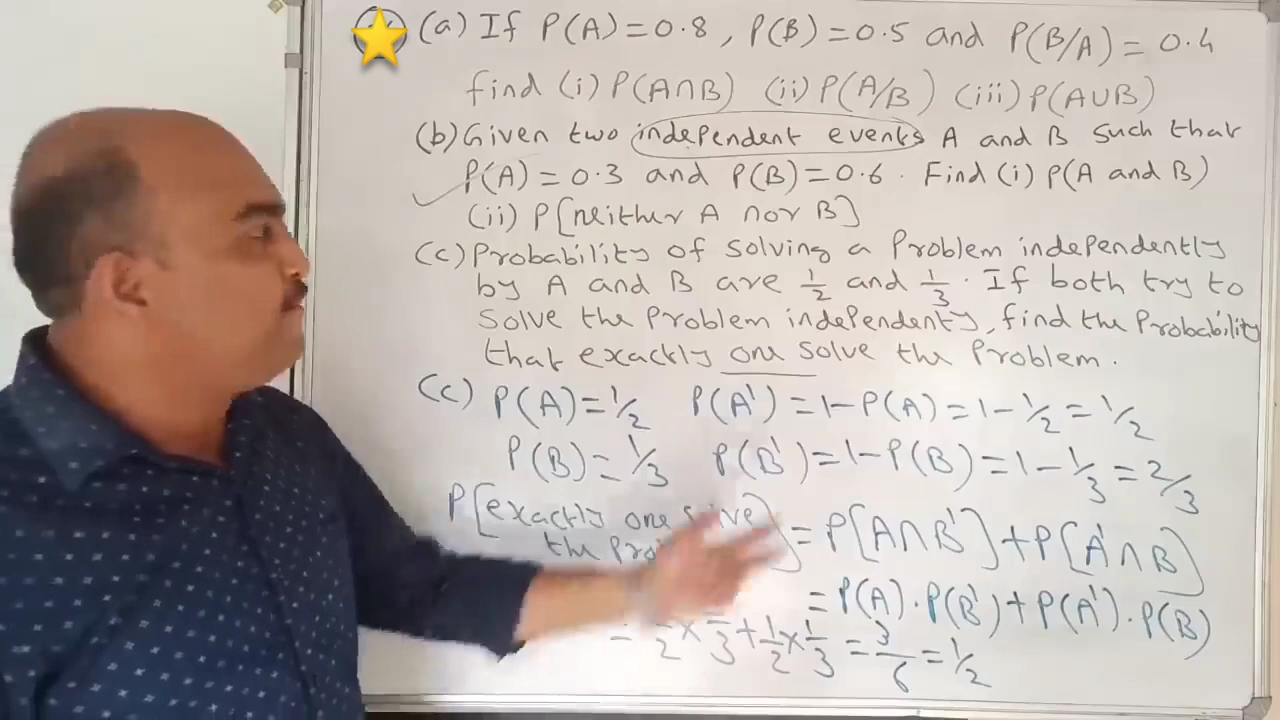 (a) If P(A)=0.8, P(B)=0.5 and P(B/A)=0.4
find (i) P(A∩B) (ii) P(A/B) (iii) P(A∪B)
(b) Given two independent events A and B such that
P(A)=0.3 and P(B)=0.6. Find (i) P(A and B)
(ii) P[neither A nor B]
(c) Probability of solving a Problem independently
by A and B are 1/2 and 1/3. If both try to
solve the Problem independently, find the Probability
that exactly one solve the Problem.
(c) P(A)=1/2 P(A')=1-P(A)=1-1/2=1/2
P(B)=1/3 P(B')=1-P(B)=1-1/3=2/3
P[exactly one solve
the ] = P[A∩B']+P[A'∩B]
=P(A).P(B')+P(A').P(B)
= /2×/3+1/2×1/3=3/6=1/2